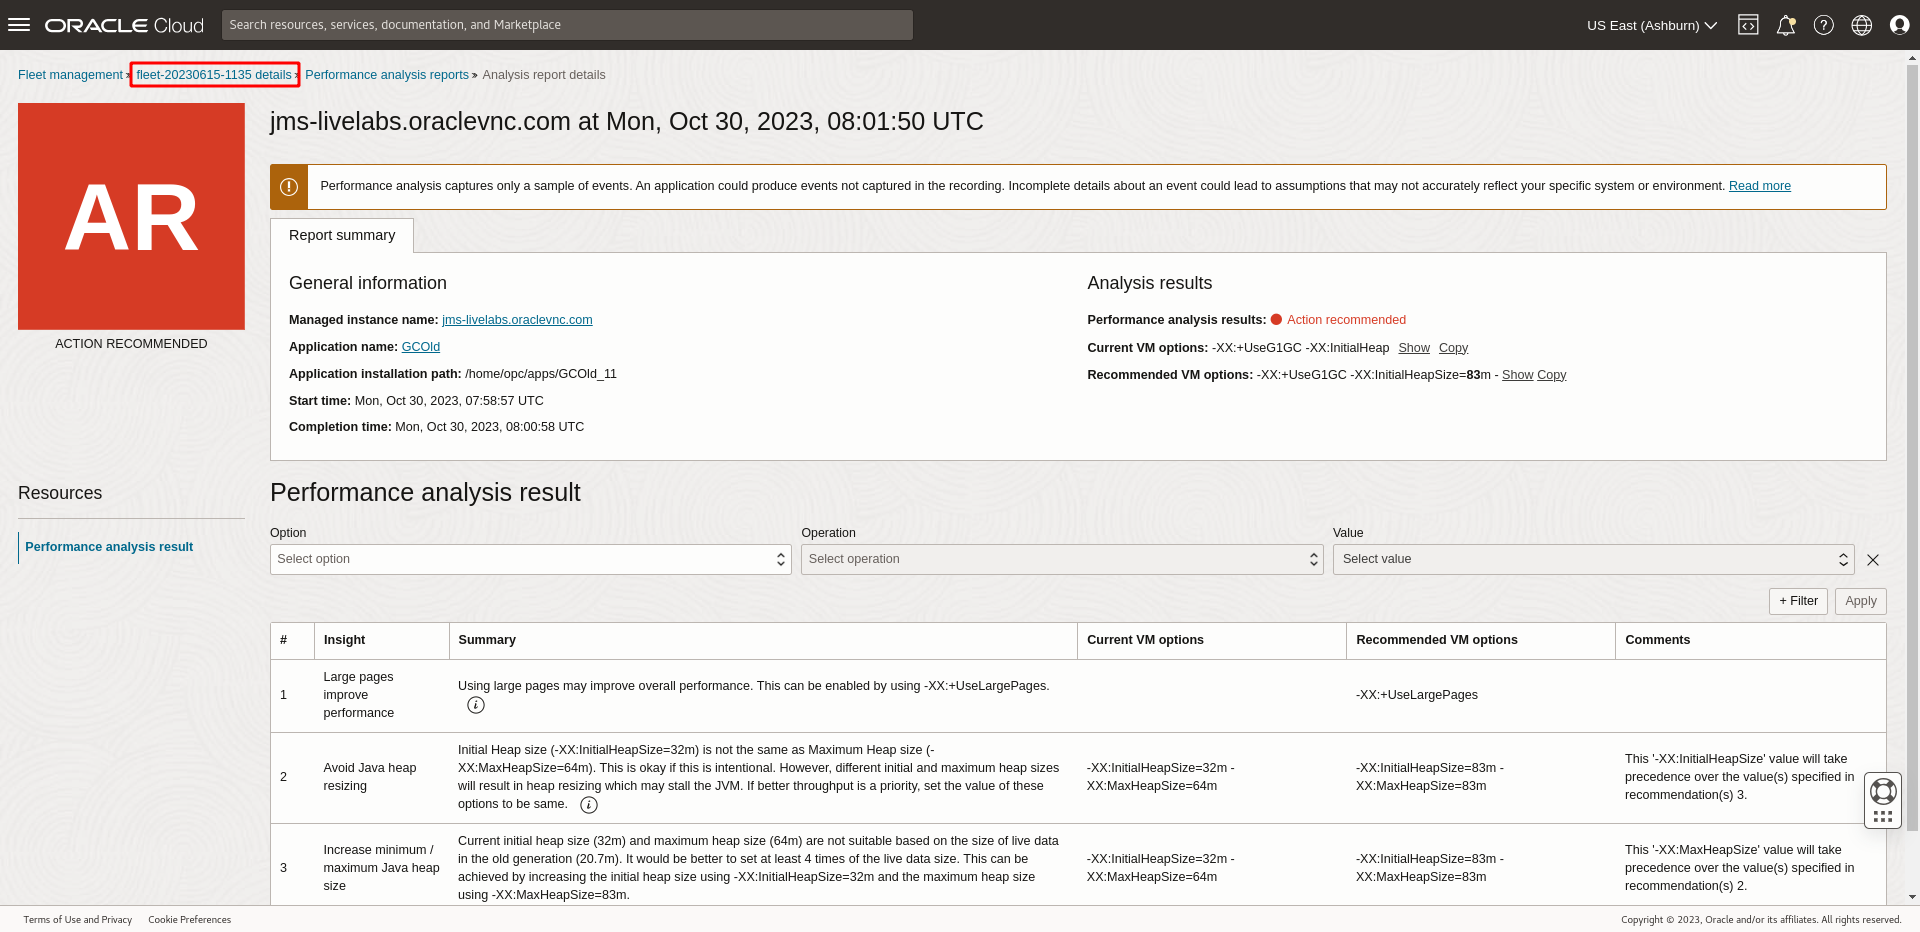 ORACLE Cloud
Search resources, services, documentation, and Marketplace
US East (Ashburn)
Fleet management » fleet-20230615-1135 details » Performance analysis reports » Analysis report details
AR
ACTION RECOMMENDED
jms-livelabs.oraclevnc.com at Mon, Oct 30, 2023, 08:01:50 UTC
Performance analysis captures only a sample of events. An application could produce events not captured in the recording. Incomplete details about an event could lead to assumptions that may not accurately reflect your specific system or environment. Read more
Report summary
General information
Managed instance name: jms-livelabs.oraclevnc.com
Application name: GCOld
Application installation path: /home/opc/apps/GCOld_11
Start time: Mon, Oct 30, 2023, 07:58:57 UTC
Completion time: Mon, Oct 30, 2023, 08:00:58 UTC
Analysis results
Performance analysis results: Action recommended
Current VM options: -XX:+UseG1GC -XX:InitialHeap Show Copy
Recommended VM options: -XX:+UseG1GC -XX:InitialHeapSize=83m - Show Copy
Resources
Performance analysis result
Performance analysis result
Option
Operation
Value
Select option
Select operation
Select value
+ Filter
Apply
# Insight Summary Current VM options Recommended VM options Comments
1
Large pages
improve
performance
Using large pages may improve overall performance. This can be enabled by using -XX:+UseLargePages.
-XX:+UseLargePages
2
Avoid Java heap
resizing
Initial Heap size (-XX:InitialHeapSize=32m) is not the same as Maximum Heap size (-
XX:MaxHeapSize=64m). This is okay if this is intentional. However, different initial and maximum heap sizes
will result in heap resizing which may stall the JVM. If better throughput is a priority, set the value of these
options to be same.
-XX:InitialHeapSize=32m -
XX:MaxHeapSize=64m
-XX:InitialHeapSize=83m -
XX:MaxHeapSize=83m
This '-XX:InitialHeapSize' value will take
precedence over the value(s) specified in
recommendation(s) 3.
3
Increase minimum /
maximum Java heap
size
Current initial heap size (32m) and maximum heap size (64m) are not suitable based on the size of live data
in the old generation (20.7m). It would be better to set at least 4 times of the live data size. This can be
achieved by increasing the initial heap size using -XX:InitialHeapSize=32m and the maximum heap size
using -XX:MaxHeapSize=83m.
-XX:InitialHeapSize=32m -
XX:MaxHeapSize=64m
-XX:InitialHeapSize=83m -
XX:MaxHeapSize=83m
This '-XX:MaxHeapSize' value will take
precedence over the value(s) specified in
recommendation(s) 2.
Terms of Use and Privacy Cookie Preferences
Copyright © 2023, Oracle and/or its affiliates. All rights reserved.